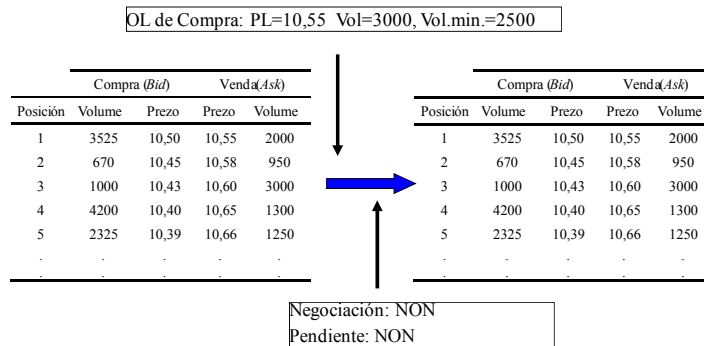 OL de Compra: PL=10,55 Vol=3000, Vol.min.=2500
Compra (Bid) Venda(Ask)
Posición Volume Prezo Prezo Volume
1 3525 10,50 10,55 2000
2 670 10,45 10,58 950
3 1000 10,43 10,60 3000
4 4200 10,40 10,65 1300
5 2325 10,39 10,66 1250
. . . . .
. . . . .
Compra (Bid) Venda(Ask)
Posición Volume Prezo Prezo Volume
1 3525 10,50 10,55 2000
2 670 10,45 10,58 950
3 1000 10,43 10,60 3000
4 4200 10,40 10,65 1300
5 2325 10,39 10,66 1250
. . . . .
. . . . .
Negociación: NON
Pendiente: NON